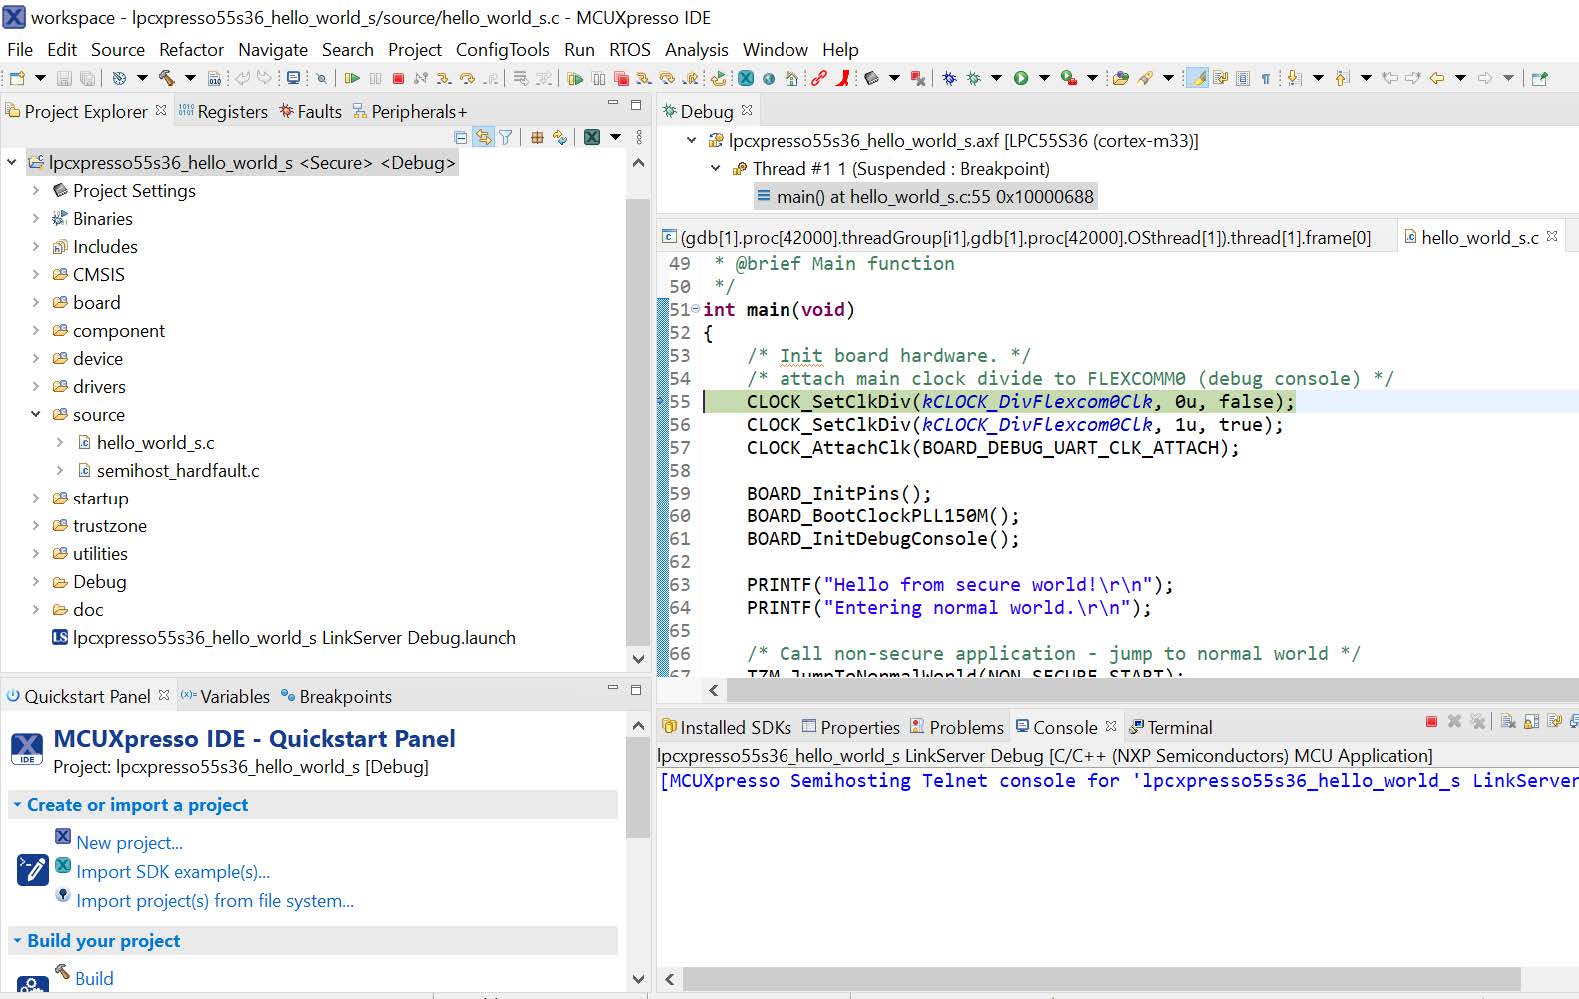 workspace - lpcxpresso55s36_hello_world_s/source/hello_world_s.c - MCUXpresso IDE
File Edit Source Refactor Navigate Search Project ConfigTools Run RTOS Analysis Window Help
Project Explorer Registers Faults Peripherals+
lpcxpresso55s36_hello_world_s <Secure> <Debug>
Project Settings
Binaries
Includes
CMSIS
board
component
device
drivers
source
hello_world_s.c
semihost_hardfault.c
startup
trustzone
utilities
Debug
doc
LS lpcxpresso55s36_hello_world_s LinkServer Debug.launch
Quickstart Panel (x)= Variables Breakpoints
IDE
MCUXpresso IDE - Quickstart Panel
Project: lpcxpresso55s36_hello_world_s [Debug]
Create or import a project
New project...
Import SDK example(s)...
Import project(s) from file system...
Build your project
Build
Debug
lpcxpresso55s36_hello_world_s.axf [LPC55S36 (cortex-m33)]
Thread #1 1 (Suspended : Breakpoint)
main() at hello_world_s.c:55 0x10000688
(gdb[1].proc[42000].threadGroup[i1],gdb[1].proc[42000].OSthread[1]).thread[1].frame[0] hello_world_s.c
49 * @brief Main function
50 */
51 int main(void)
52 {
53 /* Init board hardware. */
54 /* attach main clock divide to FLEXCOMM0 (debug console) */
55 CLOCK_SetClkDiv(kCLOCK_DivFlexcom0Clk, 0u, false);
56 CLOCK_SetClkDiv(kCLOCK_DivFlexcom0Clk, 1u, true);
57 CLOCK_AttachClk(BOARD_DEBUG_UART_CLK_ATTACH);
58
59 BOARD_InitPins();
60 BOARD_BootClockPLL150M();
61 BOARD_InitDebugConsole();
62
63 PRINTF("Hello from secure world!\r\n");
64 PRINTF("Entering normal world.\r\n");
65
66 /* Call non-secure application - jump to normal world */
67 TZM_JumpToNormalWorld(NON_SECURE_START);
Installed SDKs Properties Problems Console Terminal
lpcxpresso55s36_hello_world_s LinkServer Debug [C/C++ (NXP Semiconductors) MCU Application]
[MCUXpresso Semihosting Telnet console for 'lpcxpresso55s36_hello_world_s LinkServer